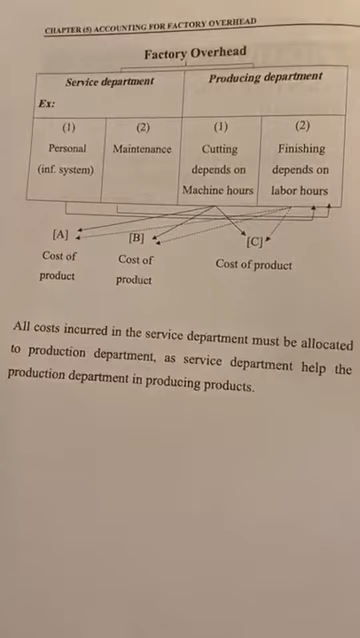 CHAPTER (5) ACCOUNTING FOR FACTORY OVERHEAD
Factory Overhead
Service department
Producing department
Ex:
(1)
(2)
(1)
(2)
Personal
Maintenance
Cutting
Finishing
(inf. system)
depends on
depends on
Machine hours
labor hours
[A]
[B]
[C]
Cost of
Cost of
Cost of product
product
product
All costs incurred in the service department must be allocated
to production department, as service department help the
production department in producing products.